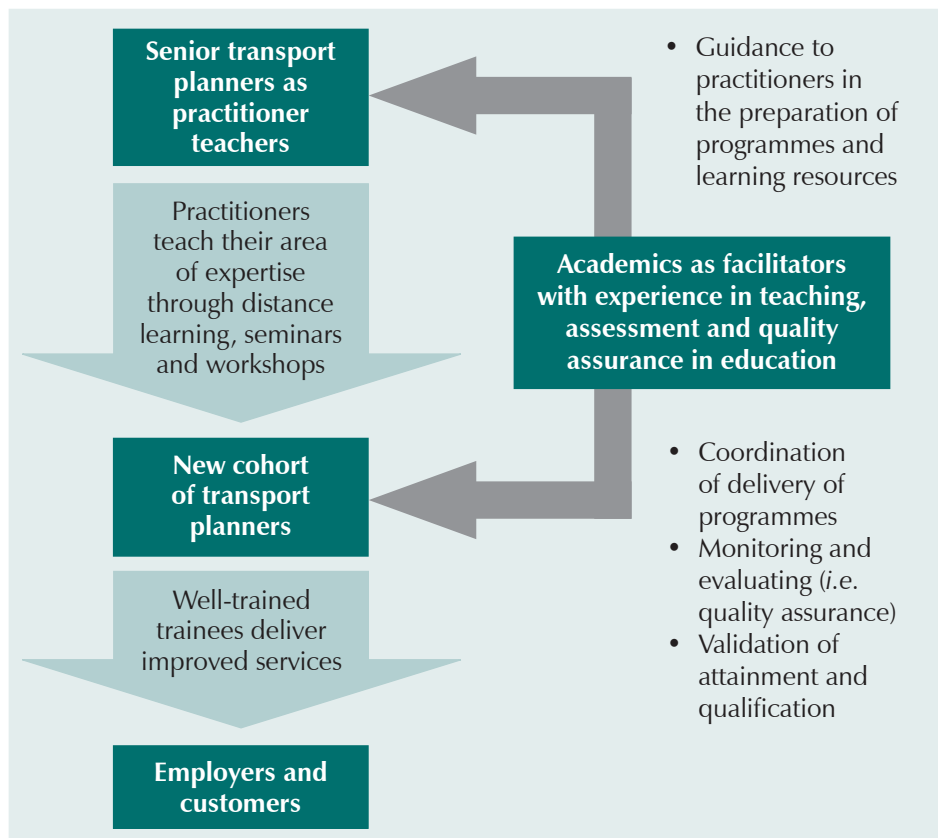 Senior transport
planners as
practitioner
teachers
• Guidance to
practitioners in
the preparation of
programmes and
learning resources
Practitioners
teach their area
of expertise
through distance
learning, seminars
and workshops
Academics as facilitators
with experience in teaching,
assessment and quality
assurance in education
New cohort
of transport
planners
• Coordination
of delivery of
programmes
• Monitoring and
evaluating (i.e.
quality assurance)
• Validation of
attainment and
qualification
Well-trained
trainees deliver
improved services
Employers and
customers